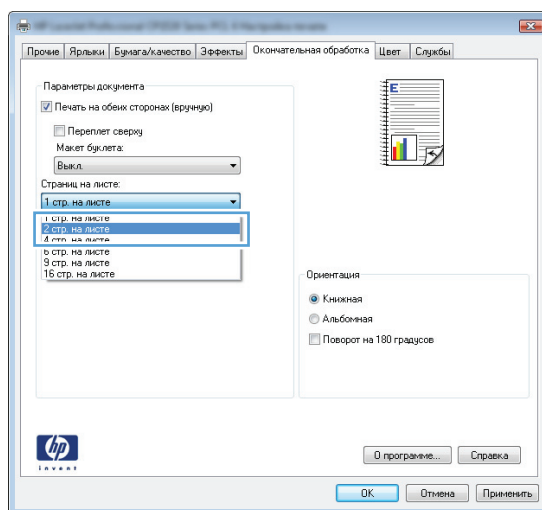 Прочие Ярлыки Бумага/качество Эффекты Окончательная обработка Цвет Службы
Параметры документа
Печать на обеих сторонах (вручную)
Переплет сверху
Макет буклета:
Выкл.
Страниц на листе:
1 стр. на листе
1 стр. на листе
2 стр. на листе
4 стр. на листе
6 стр. на листе
9 стр. на листе
16 стр. на листе
E
Ориентация
Книжная
Альбомная
Поворот на 180 градусов
hp
invent
О программе... Справка
OK Отмена Применить